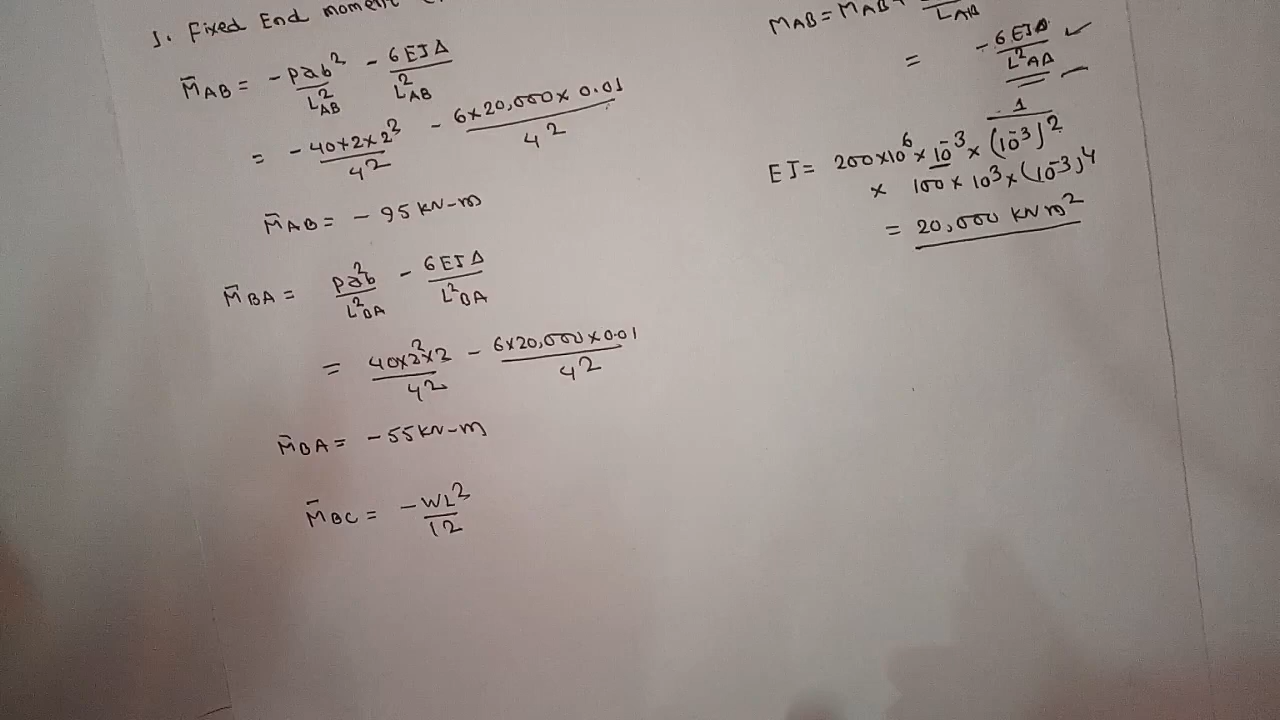 1. Fixed End moment
M̄AB = -Pab²/L²AB - 6EIΔ/L²AB
= -40×2×2²/4² - 6×20,000×0.01/4²
M̄AB = -95 kN-m
M̄BA = Pa²b/L²BA - 6EIΔ/L²BA
= 40×2²×2/4² - 6×20,000×0.01/4²
M̄BA = -55 kN-m
M̄BC = -WL²/12
MAB = MAB + /LAB
= -6EIΔ/L²AB
EI = 200×10⁶×10⁻³×1/(10⁻³)²
× 100×10³×(10⁻³)⁴
= 20,000 kNm²